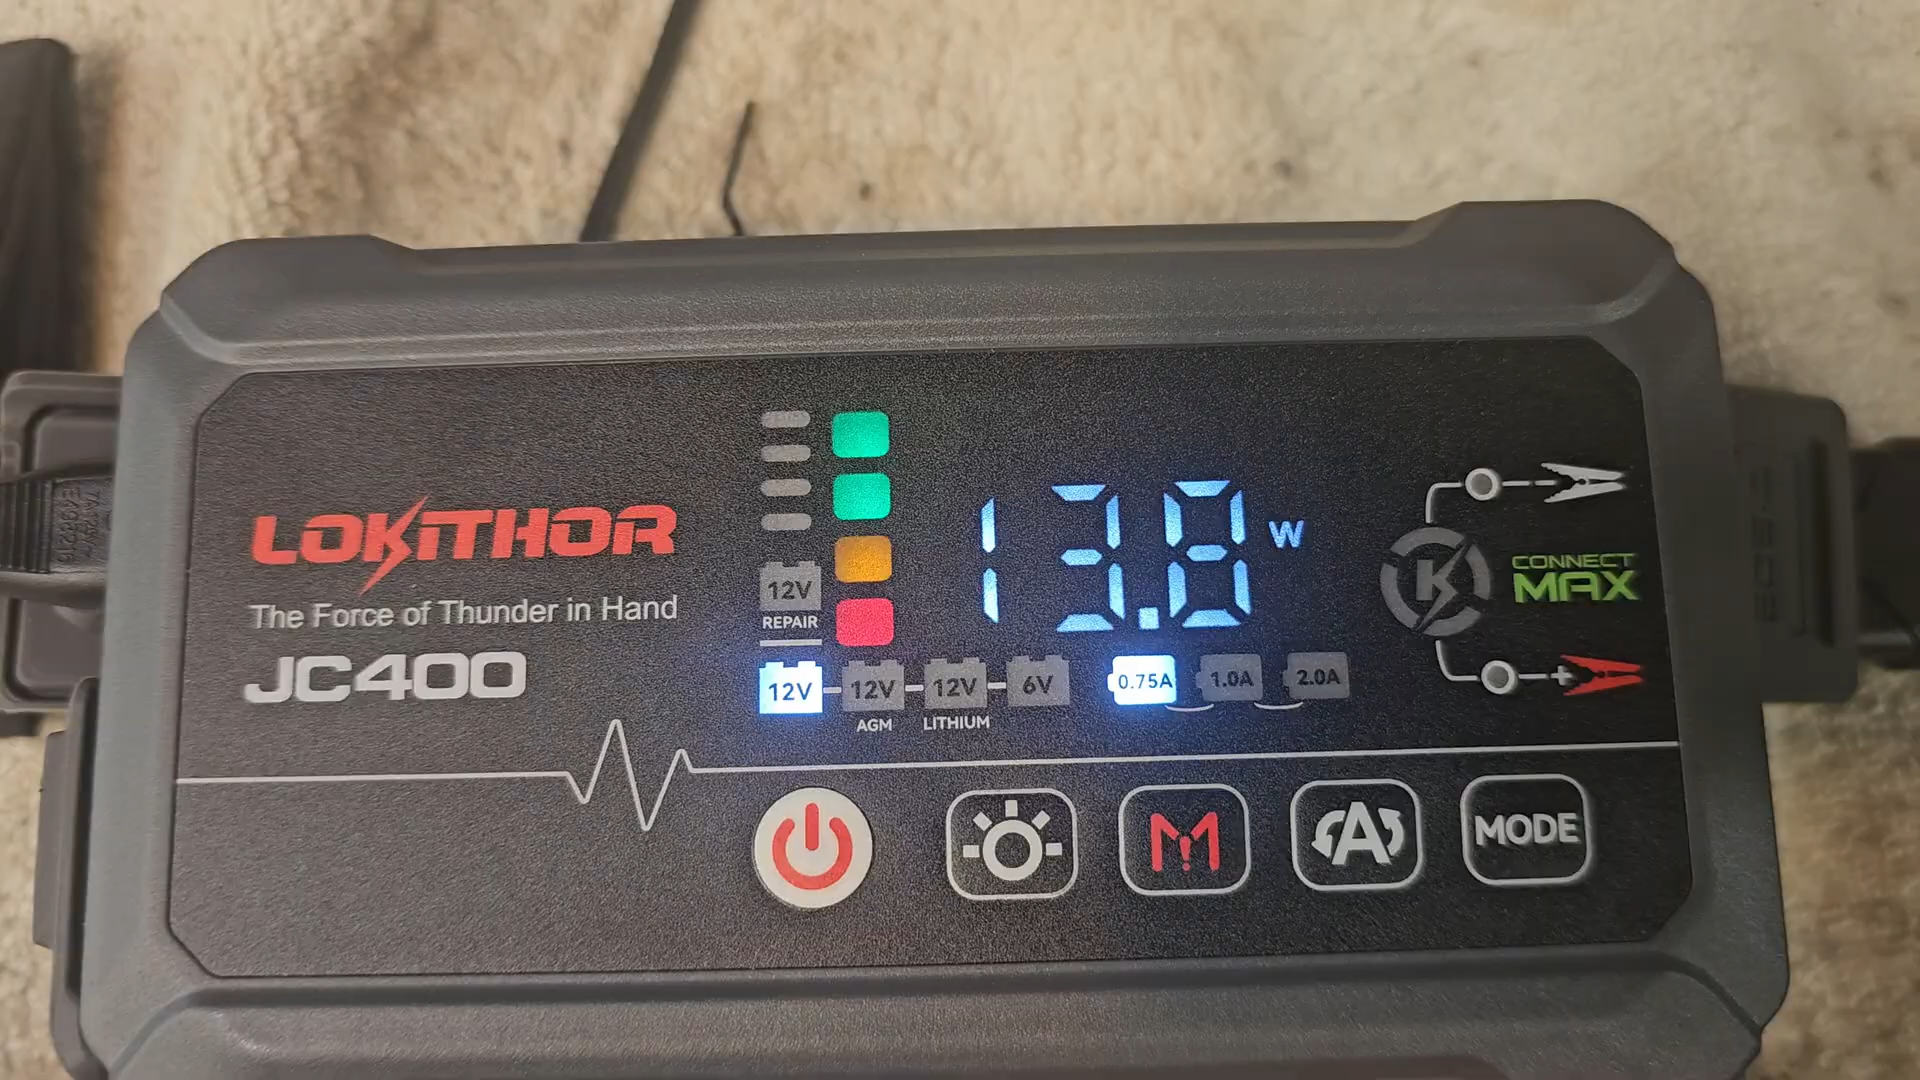 LOKITHOR
The Force of Thunder in Hand
JC400
12V
REPAIR
12V
12V
AGM
12V
LITHIUM
6V
13.8 W
0.75A
1.0A
2.0A
K
CONNECT
MAX
+
M
A
MODE